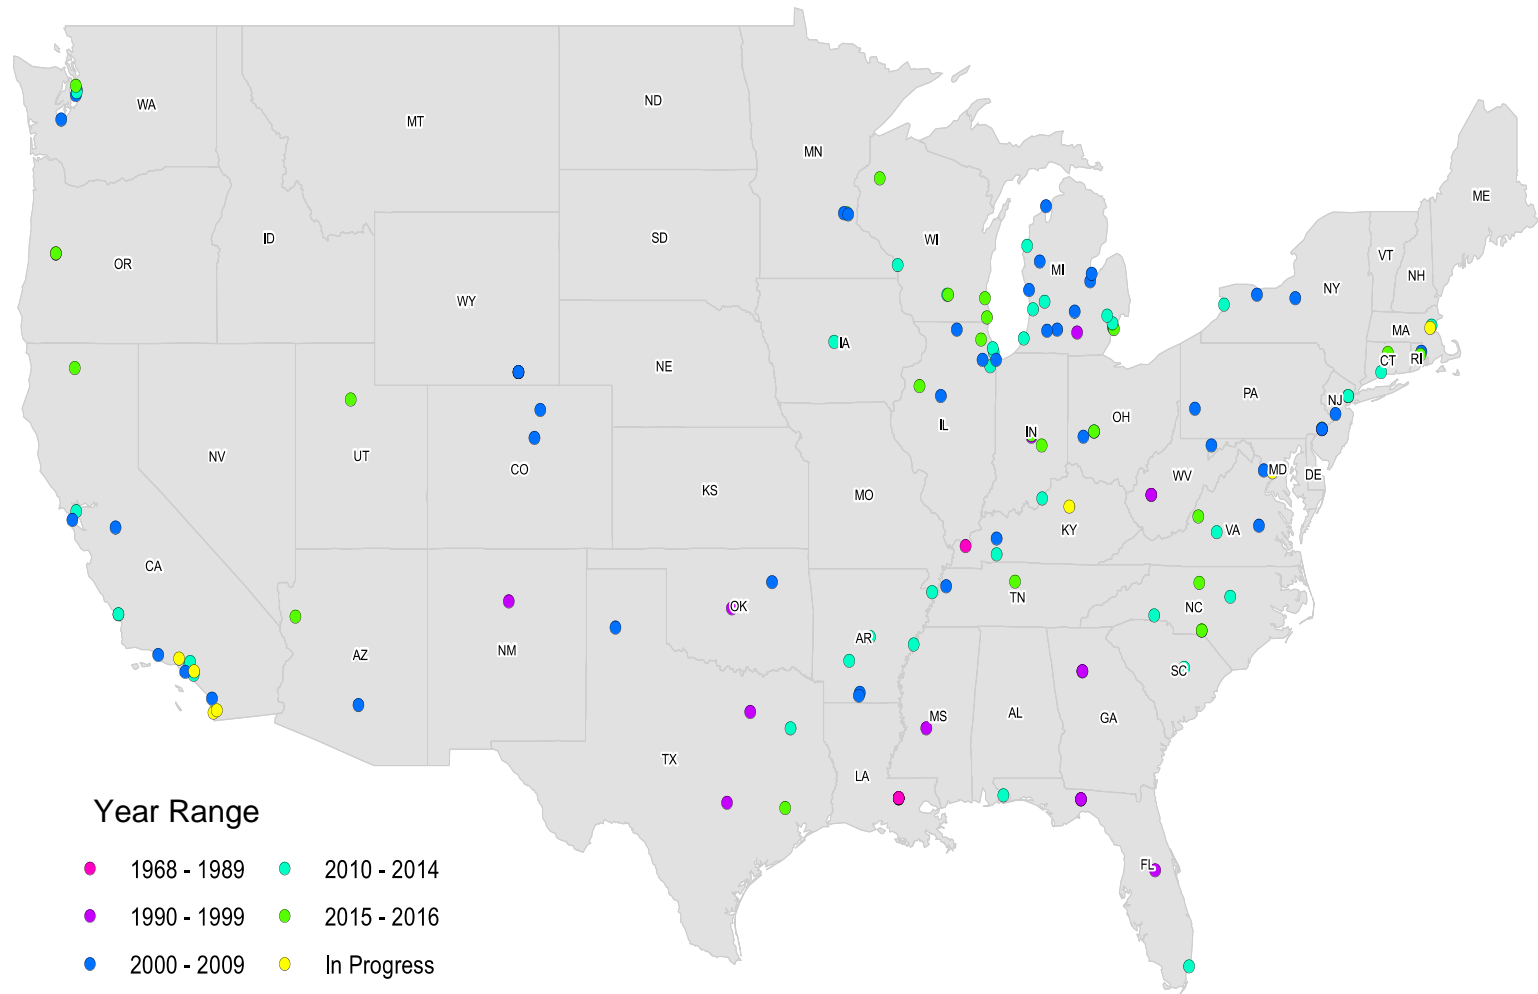 WA
MT
ND
MN
ME
OR
ID
SD
WI
MI
VT
NH
NY
WY
MA
CT
RI
IA
NE
PA
NJ
NV
UT
CO
IL
IN
OH
MD
DE
WV
KS
MO
KY
VA
CA
OK
TN
NC
AZ
NM
AR
SC
MS
AL
GA
TX
LA
FL
Year Range
1968 - 1989
2010 - 2014
1990 - 1999
2015 - 2016
2000 - 2009
In Progress